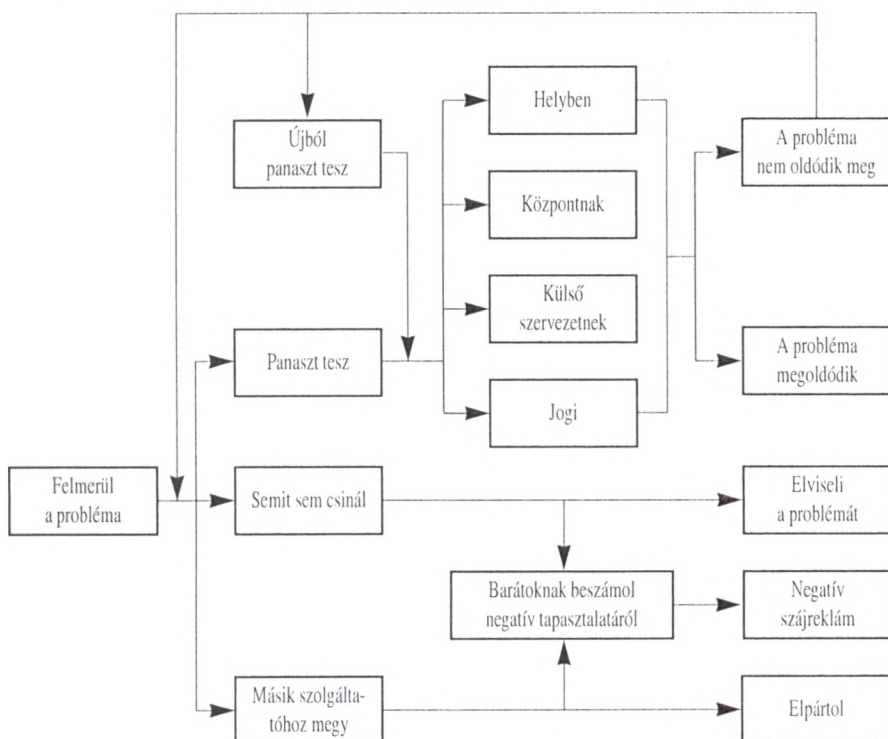 Helyben
Újból
panaszt tesz
A probléma
nem oldódik meg
Központnak
Külső
szervezetnek
Panaszt tesz
A probléma
megoldódik
Jogi
Felmerül
a probléma
Semit sem csinál
Elviseli
a problémát
Barátoknak beszámol
negatív tapasztalatáról
Negatív
szájreklám
Másik szolgálta-
tóhoz megy
Elpártol